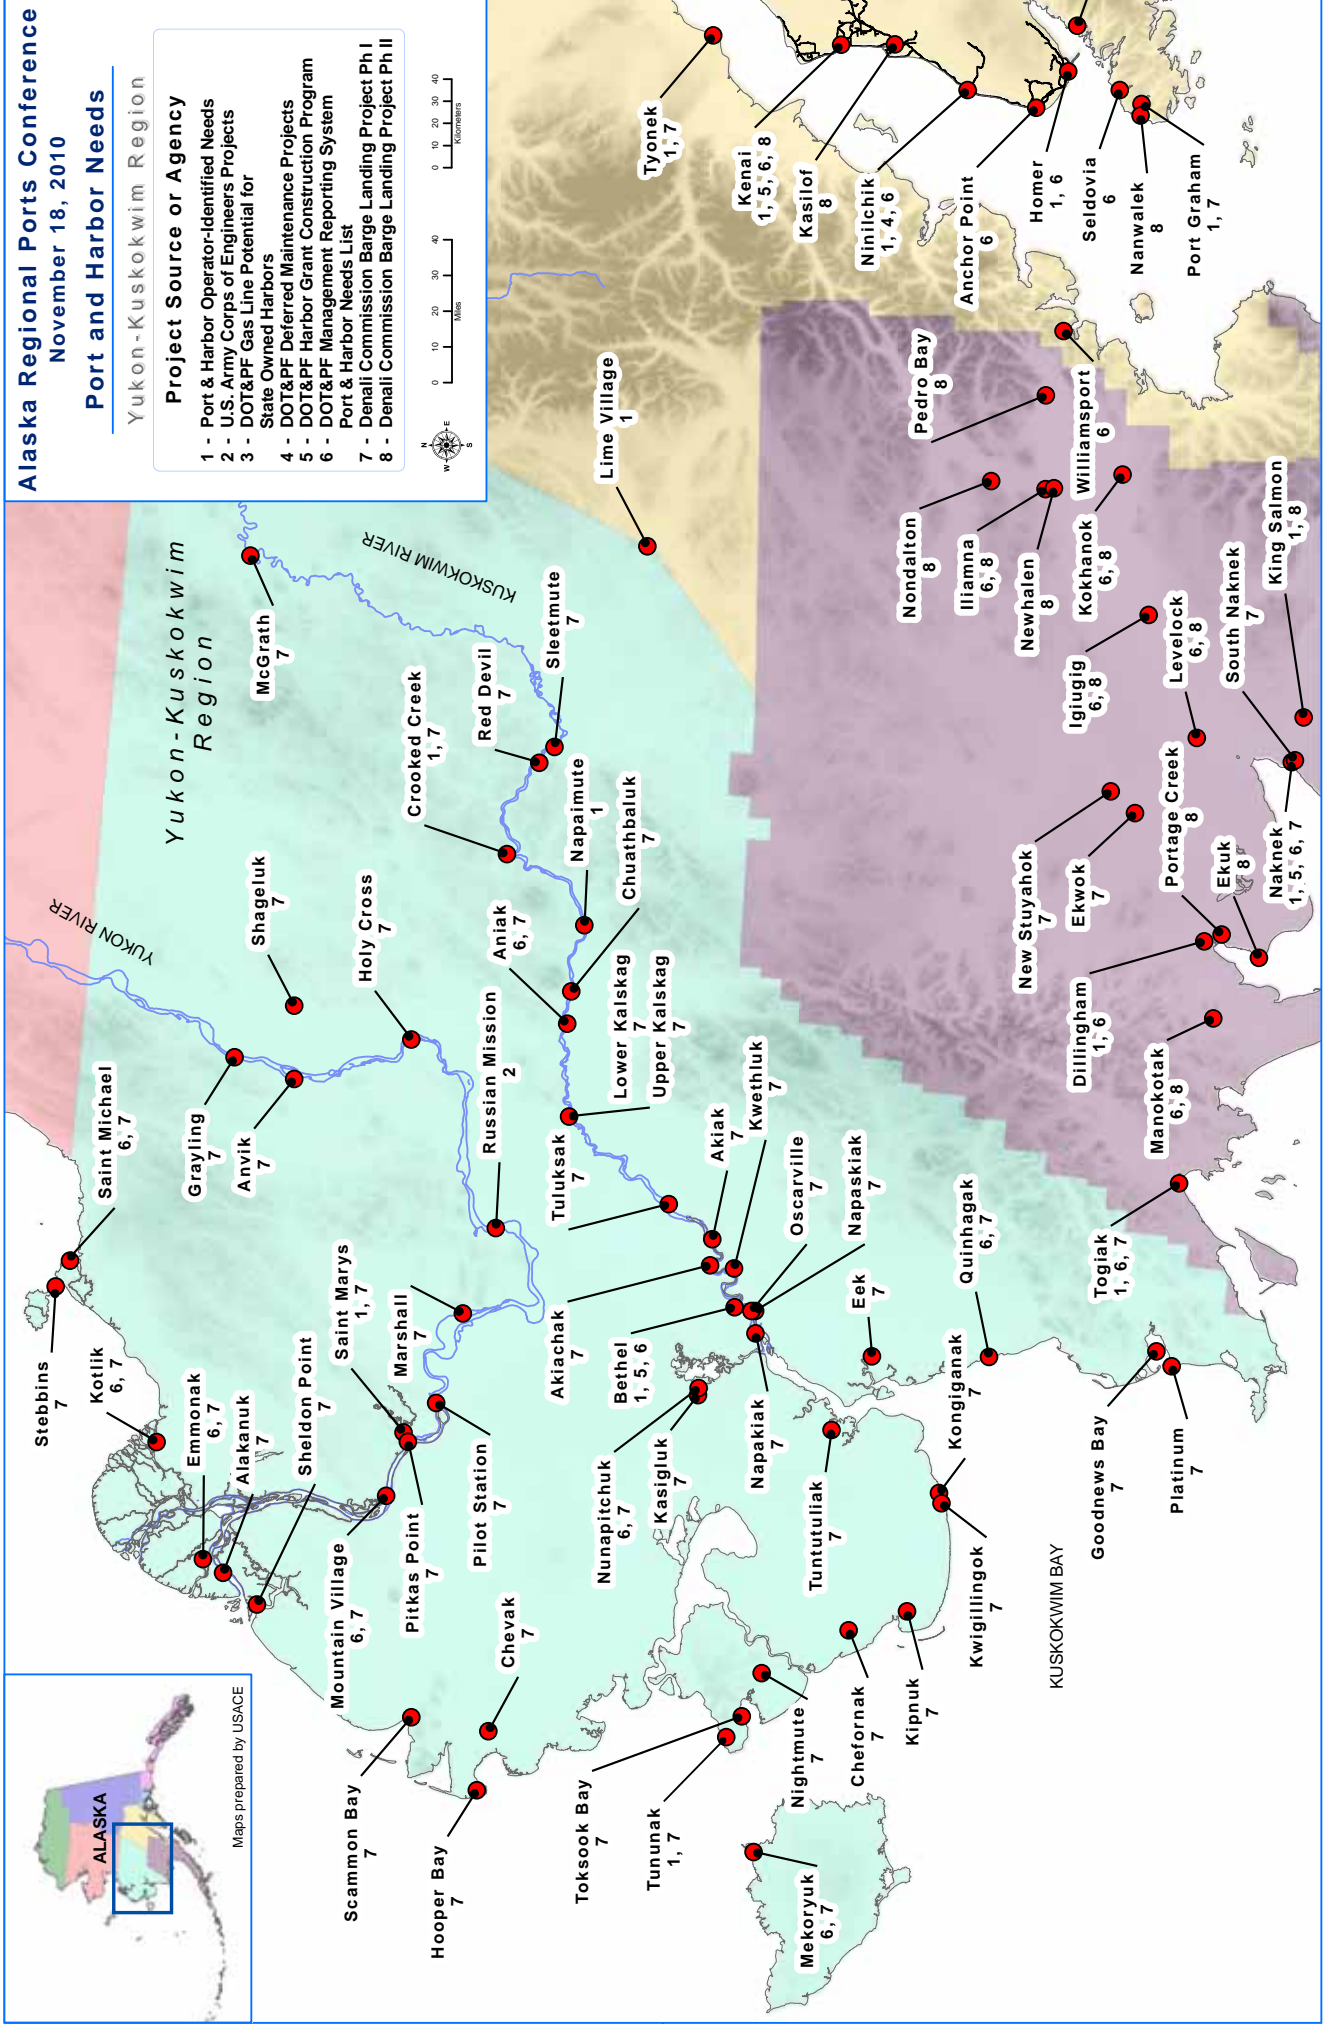 Alaska Regional Ports Conference
November 18, 2010
Port and Harbor Needs
Yukon-Kuskokwim Region
Project Source or Agency
1 - Port & Harbor Operator-Identified Needs
2 - U.S. Army Corps of Engineers Projects
3 - DOT&PF Gas Line Potential for
State Owned Harbors
4 - DOT&PF Deferred Maintenance Projects
5 - DOT&PF Harbor Grant Construction Program
6 - DOT&PF Management Reporting System
Port & Harbor Needs List
7 - Denali Commission Barge Landing Project Ph I
8 - Denali Commission Barge Landing Project Ph II
N
W
E
S
0 10 20 30 40
Miles
0 10 20 30 40
Kilometers
ALASKA
Maps prepared by USACE
Yukon-Kuskokwim
Region
YUKON RIVER
KUSKOKWIM RIVER
KUSKOKWIM BAY
Stebbins
7
Saint Michael
6, 7
Kotlik
6, 7
Emmonak
6, 7
Alakanuk
7
Sheldon Point
7
Grayling
7
Anvik
7
Shageluk
7
Holy Cross
7
McGrath
7
Saint Marys
1, 7
Marshall
7
Russian Mission
2
Mountain Village
6, 7
Pitkas Point
7
Pilot Station
7
Scammon Bay
7
Hooper Bay
7
Chevak
7
Crooked Creek
1, 7
Red Devil
7
Sleetmute
7
Napaimute
1
Chuathbaluk
7
Aniak
6, 7
Lower Kalskag
7
Upper Kalskag
7
Tuluksak
7
Akiak
7
Kwethluk
7
Akiachak
7
Oscarville
7
Napaskiak
7
Bethel
1, 5, 6
Nunapitchuk
6, 7
Kasigluk
7
Napakiak
7
Eek
7
Tuntutuliak
7
Quinhagak
6, 7
Kongiganak
7
Kwigillingok
7
Kipnuk
7
Chefornak
7
Nightmute
7
Toksook Bay
7
Tununak
1, 7
Mekoryuk
6, 7
Goodnews Bay
7
Platinum
7
Lime Village
1
Tyonek
1, 7
Kenai
1, 5, 6, 8
Kasilof
8
Ninilchik
1, 4, 6
Anchor Point
6
Homer
1, 6
Seldovia
6
Nanwalek
8
Port Graham
1, 7
Pedro Bay
8
Williamsport
6
Nondalton
8
Iliamna
6, 8
Newhalen
8
Kokhanok
6, 8
Igiugig
6, 8
Levelock
6, 8
South Naknek
7
King Salmon
1, 8
Naknek
1, 5, 6, 7
New Stuyahok
7
Ekwok
7
Portage Creek
8
Ekuk
8
Dillingham
1, 6
Manokotak
6, 8
Togiak
1, 6, 7